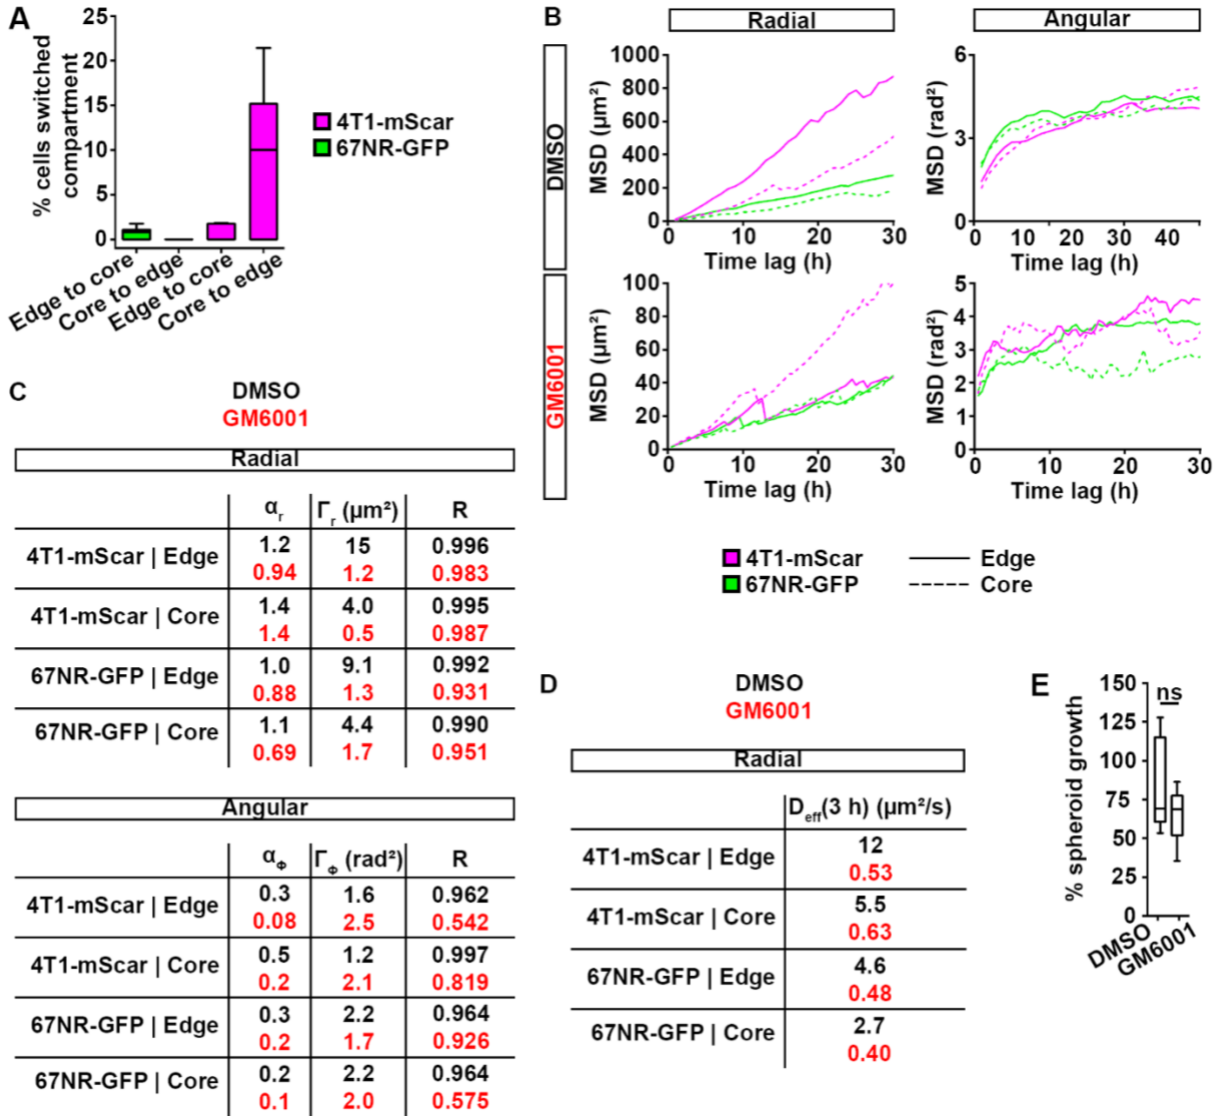 A
25
20
15
10
5
0
% cells switched
compartment
Edge to core
Core to edge
Edge to core
Core to edge
4T1-mScar
67NR-GFP
B
Radial
Angular
DMSO
1000
800
600
400
200
0
MSD (µm²)
0 10 20 30
Time lag (h)
6
3
0
MSD (rad²)
0 10 20 30 40
Time lag (h)
GM6001
100
80
60
40
20
0
MSD (µm²)
0 10 20 30
Time lag (h)
5
4
3
2
1
0
MSD (rad²)
0 10 20 30
Time lag (h)
4T1-mScar
67NR-GFP
Edge
Core
C
DMSO
GM6001
Radial
αr Γr (µm²) R
4T1-mScar | Edge 1.2 15 0.996
0.94 1.2 0.983
4T1-mScar | Core 1.4 4.0 0.995
1.4 0.5 0.987
67NR-GFP | Edge 1.0 9.1 0.992
0.88 1.3 0.931
67NR-GFP | Core 1.1 4.4 0.990
0.69 1.7 0.951
Angular
αΦ ΓΦ (rad²) R
4T1-mScar | Edge 0.3 1.6 0.962
0.08 2.5 0.542
4T1-mScar | Core 0.5 1.2 0.997
0.2 2.1 0.819
67NR-GFP | Edge 0.3 2.2 0.964
0.2 1.7 0.926
67NR-GFP | Core 0.2 2.2 0.964
0.1 2.0 0.575
D
DMSO
GM6001
Radial
Deff(3 h) (µm²/s)
4T1-mScar | Edge 12
0.53
4T1-mScar | Core 5.5
0.63
67NR-GFP | Edge 4.6
0.48
67NR-GFP | Core 2.7
0.40
E
150
125
100
75
50
25
0
% spheroid growth
ns
DMSO
GM6001